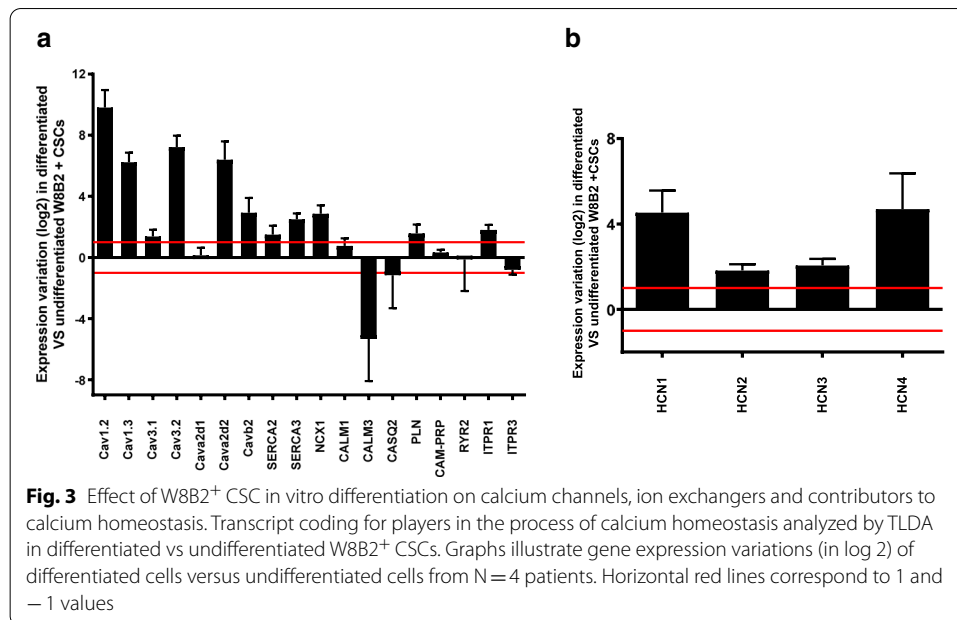 a
Expression variation (log2) in differentiated
VS undifferentiated W8B2 + CSCs
12
8
4
0
-4
-8
Cav1.2
Cav1.3
Cav3.1
Cav3.2
Cava2d1
Cava2d2
Cavb2
SERCA2
SERCA3
NCX1
CALM1
CALM3
CASQ2
PLN
CAM-PRP
RYR2
ITPR1
ITPR3
b
Expression variation (log2) in differentiated
VS undifferentiated W8B2 +CSCs
8
4
0
HCN1
HCN2
HCN3
HCN4
Fig. 3 Effect of W8B2⁺ CSC in vitro differentiation on calcium channels, ion exchangers and contributors to
calcium homeostasis. Transcript coding for players in the process of calcium homeostasis analyzed by TLDA
in differentiated vs undifferentiated W8B2⁺ CSCs. Graphs illustrate gene expression variations (in log 2) of
differentiated cells versus undifferentiated cells from N = 4 patients. Horizontal red lines correspond to 1 and
− 1 values